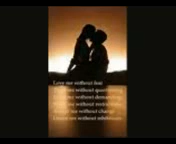 Love me without fear
me without questioning
me without demanding
me without restrictions
me without change
Desire me without inhibitions